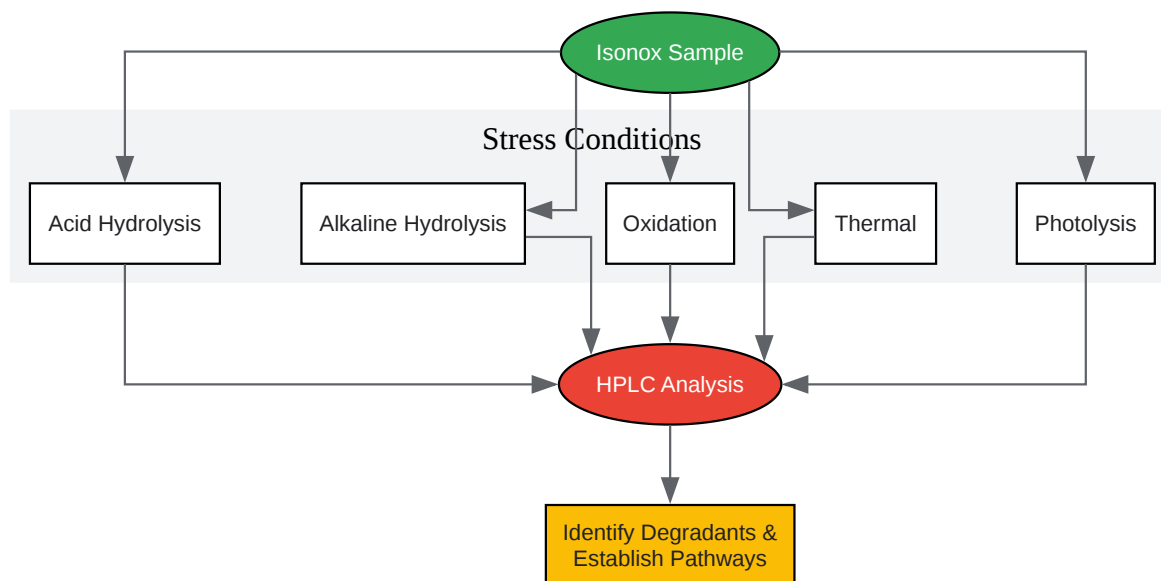 Isonox Sample
Stress Conditions
Acid Hydrolysis
Alkaline Hydrolysis
Oxidation
Thermal
Photolysis
HPLC Analysis
Identify Degradants &
Establish Pathways